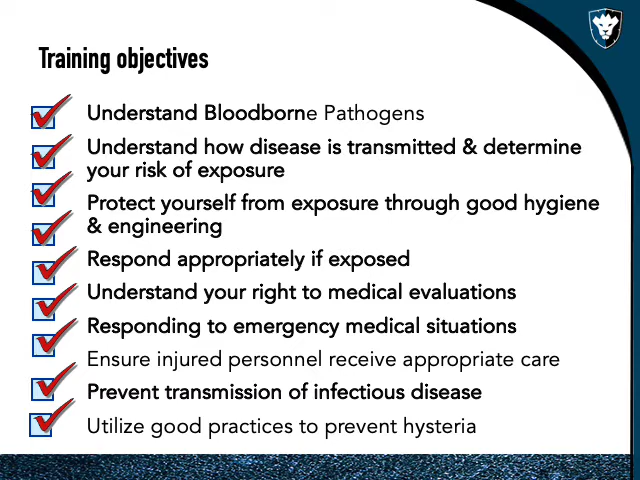 Training objectives
Understand Bloodborne Pathogens
Understand how disease is transmitted & determine
your risk of exposure
Protect yourself from exposure through good hygiene
& engineering
Respond appropriately if exposed
Understand your right to medical evaluations
Responding to emergency medical situations
Ensure injured personnel receive appropriate care
Prevent transmission of infectious disease
Utilize good practices to prevent hysteria